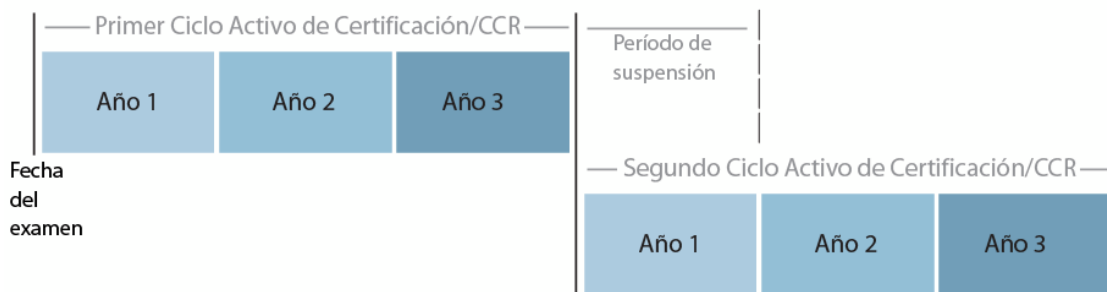 Primer Ciclo Activo de Certificación/CCR
Período de
suspensión
Año 1
Año 2
Año 3
Fecha
del
examen
Segundo Ciclo Activo de Certificación/CCR
Año 1
Año 2
Año 3